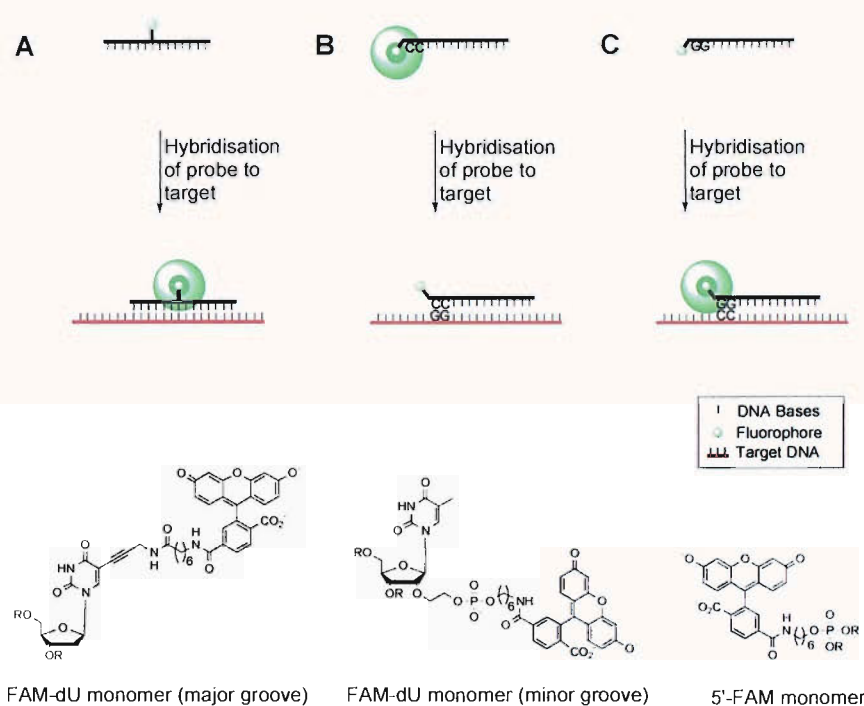 A
B
C
CC
GG
Hybridisation
of probe to
target
Hybridisation
of probe to
target
Hybridisation
of probe to
target
CC
GG
GG
CC
DNA Bases
Fluorophore
Target DNA
O O O-
CO2-
O HN N O
N H O 6 H N O
RO O OR
O HN O N
RO O OR O O P O O- O 6 NH O
O O O
CO2-
O O O
-O2C
O N H 6 O P OR OR
FAM-dU monomer (major groove)
FAM-dU monomer (minor groove)
5'-FAM monomer